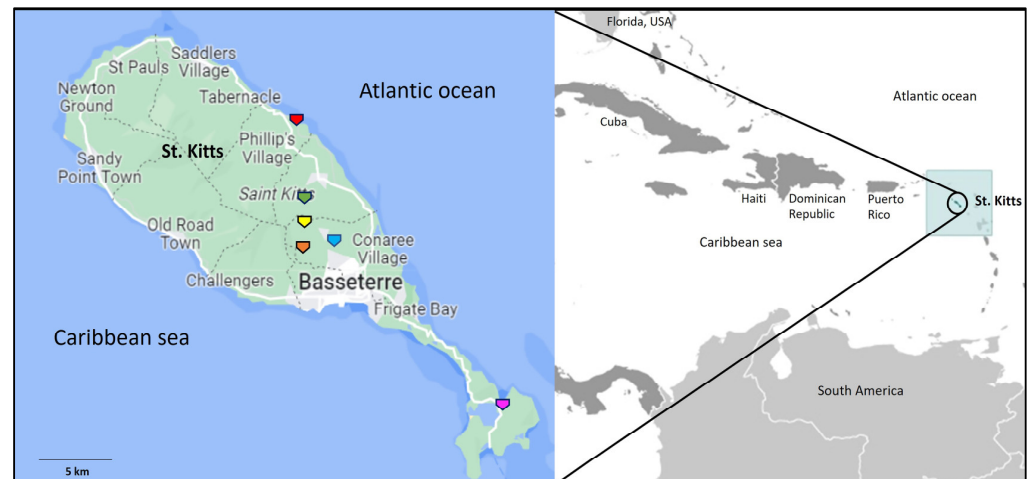 Saddlers
Village
St Pauls
Newton
Ground
Tabernacle
Atlantic ocean
Phillip's
Village
St. Kitts
Sandy
Point Town
Saint Kitts
Old Road
Town
Conaree
Village
Challengers
Basseterre
Frigate Bay
Caribbean sea
5 km
Florida, USA
Atlantic ocean
Cuba
Haiti
Dominican
Republic
Puerto
Rico
St. Kitts
Caribbean sea
South America